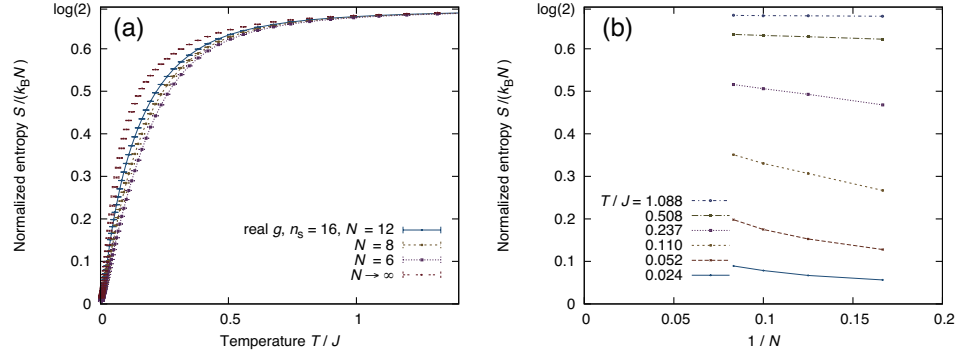 log(2)
0.6
0.5
0.4
0.3
0.2
0.1
0
Normalized entropy S/(kBN)
(a)
real g, ns = 16, N = 12
N = 8
N = 6
N → ∞
0
0.5
1
Temperature T / J
log(2)
0.6
0.5
0.4
0.3
0.2
0.1
0
Normalized entropy S/(kBN)
(b)
T / J = 1.088
0.508
0.237
0.110
0.052
0.024
0
0.05
0.1
0.15
0.2
1 / N